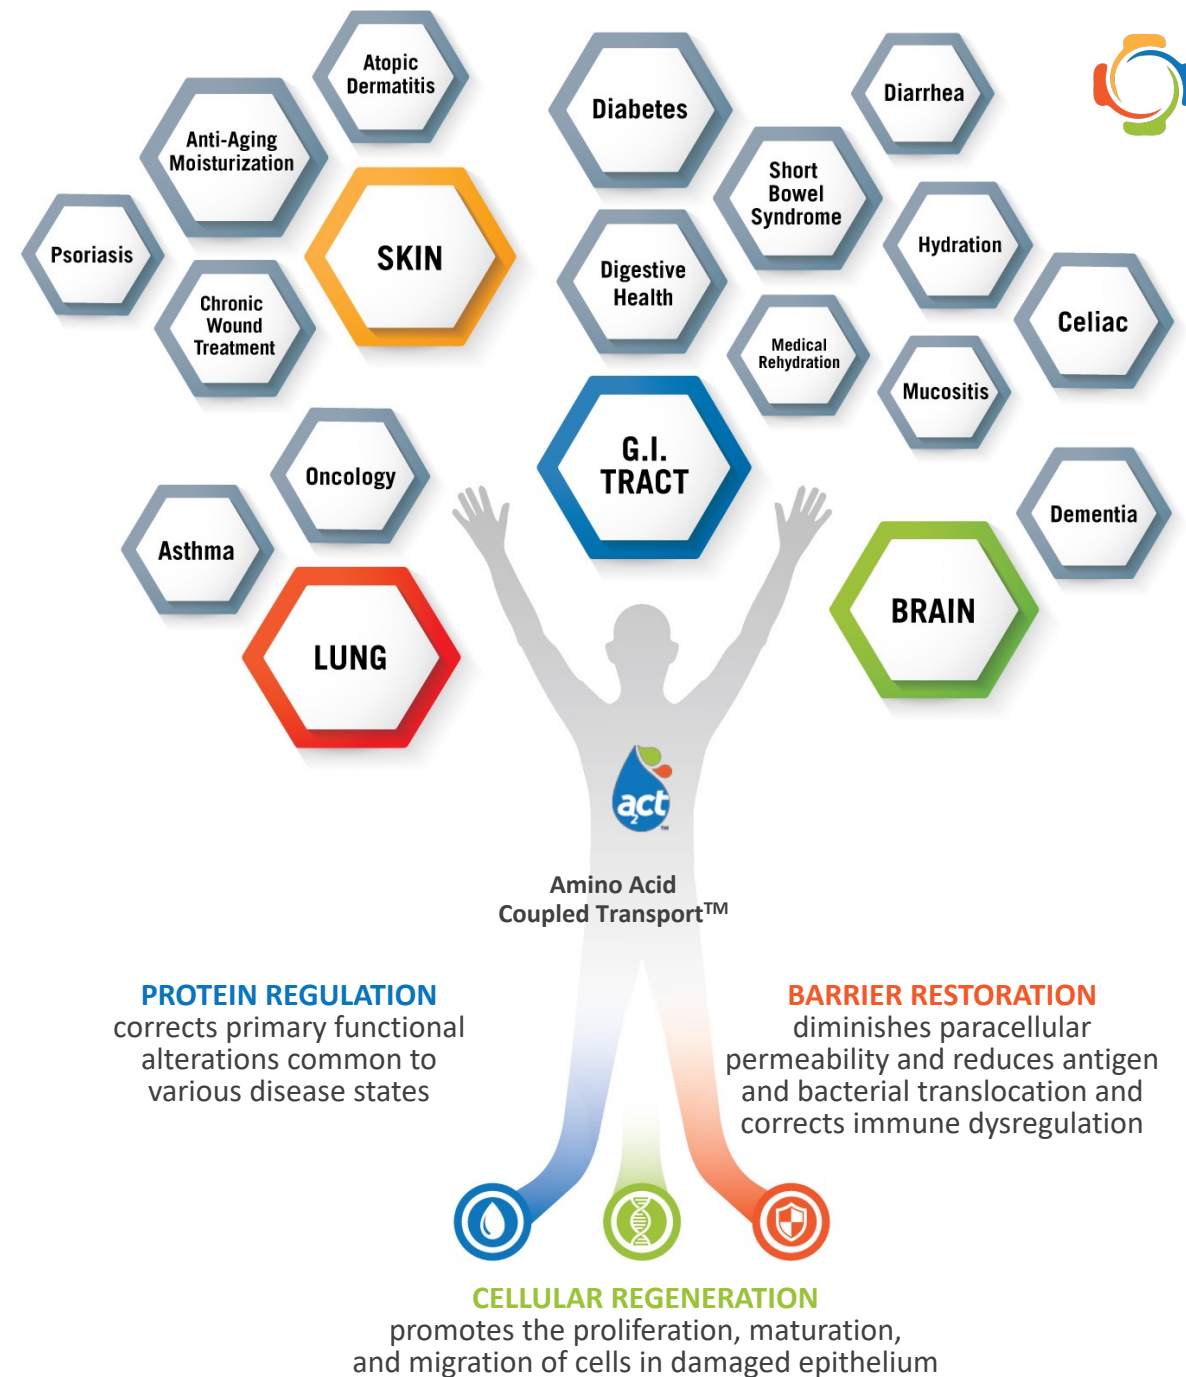 Atopic
Dermatitis
Anti-Aging
Moisturization
Psoriasis
Chronic
Wound
Treatment
SKIN
Diabetes
Diarrhea
Short
Bowel
Syndrome
Digestive
Health
Hydration
Medical
Rehydration
Celiac
Mucositis
G.I.
TRACT
Oncology
Asthma
LUNG
Dementia
BRAIN
a2ct™
Amino Acid
Coupled Transport™
PROTEIN REGULATION
corrects primary functional
alterations common to
various disease states
BARRIER RESTORATION
diminishes paracellular
permeability and reduces antigen
and bacterial translocation and
corrects immune dysregulation
CELLULAR REGENERATION
promotes the proliferation, maturation,
and migration of cells in damaged epithelium